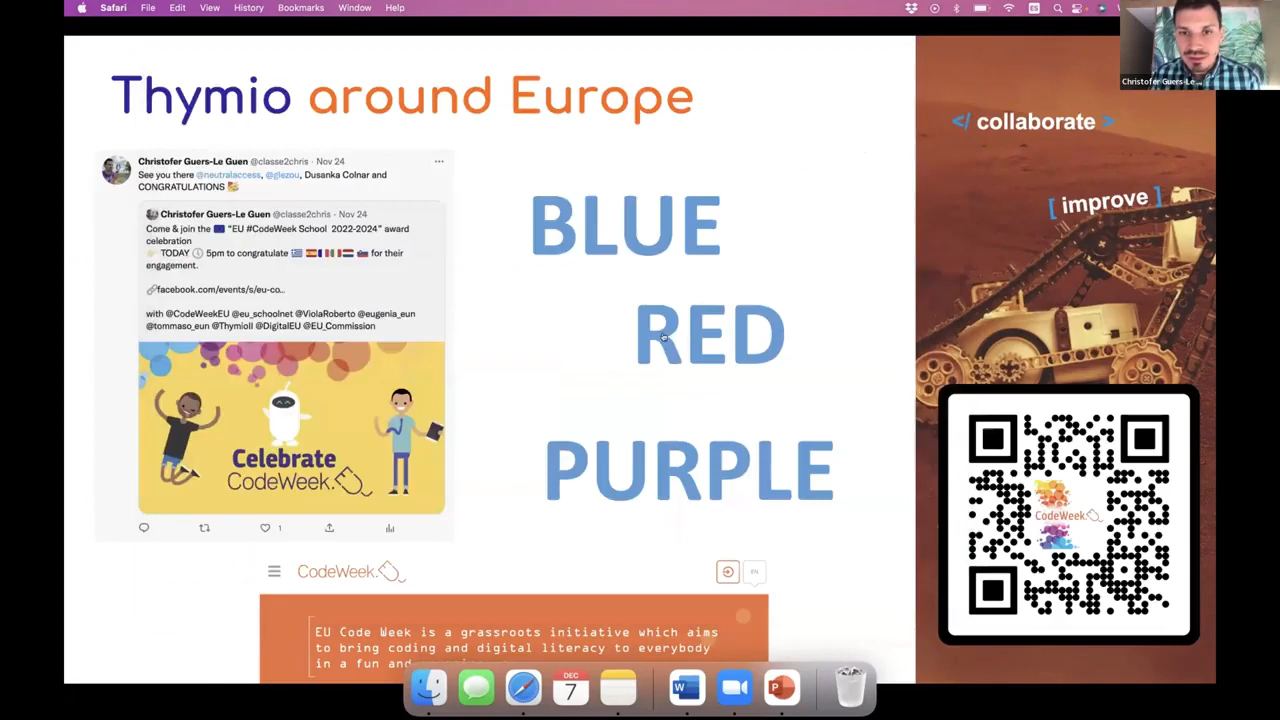 Safari File Edit View History Bookmarks Window Help
ES
Christofer Guers-Le ...
Thymio around Europe
</ collaborate >
[ improve ]
Christofer Guers-Le Guen @classe2chris · Nov 24
See you there @neutralaccess, @glezou, Dusanka Colnar and
CONGRATULATIONS
Christofer Guers-Le Guen @classe2chris · Nov 24
Come & join the "EU #CodeWeek School 2022-2024" award
celebration
TODAY 5pm to congratulate for their
engagement.
facebook.com/events/s/eu-co...
with @CodeWeekEU @eu_schoolnet @ViolaRoberto @eugenia_eun
@tommaso_eun @ThymioII @DigitalEU @EU_Commission
Celebrate
CodeWeek.
1
BLUE
RED
PURPLE
CodeWeek.
CodeWeek.
EN
EU Code Week is a grassroots initiative which aims
to bring coding and digital literacy to everybody
in a fun and
DEC
7
W
P